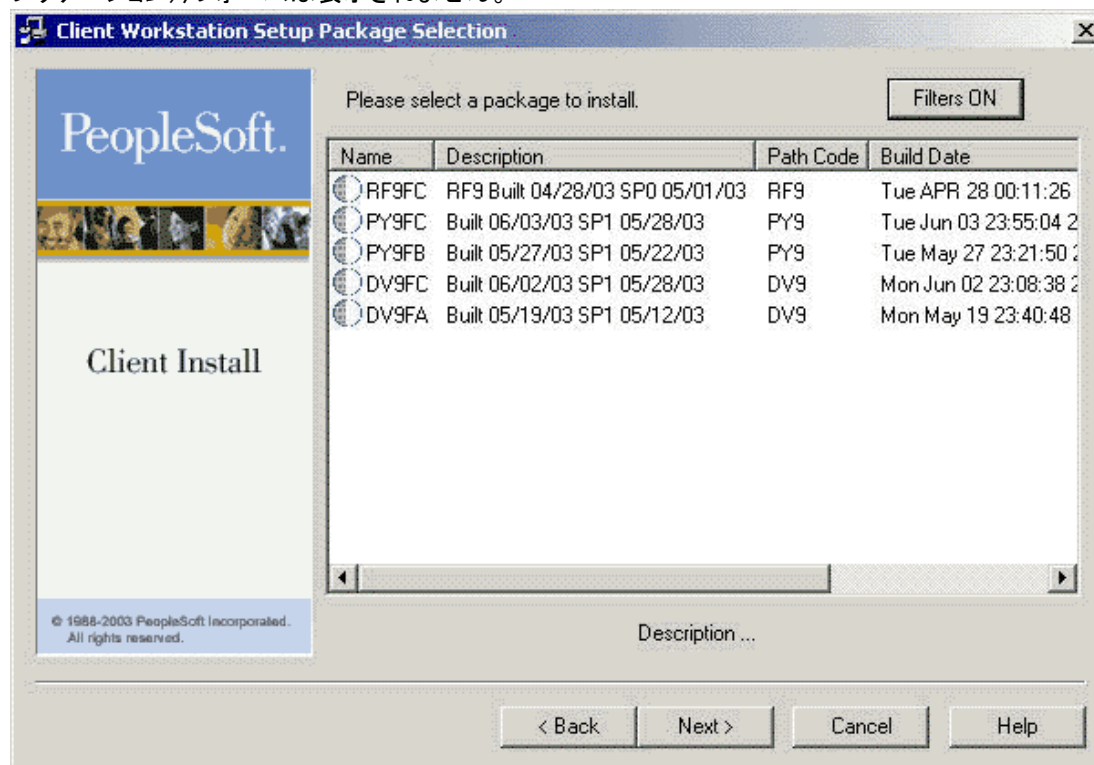 Client Workstation Setup Package Selection
PeopleSoft.
Please select a package to install.
Filters ON
Name Description Path Code Build Date
RF9FC RF9 Built 04/28/03 SP0 05/01/03 RF9 Tue APR 28 00:11:26
PY9FC Built 06/03/03 SP1 05/28/03 PY9 Tue Jun 03 23:55:04 2
PY9FB Built 05/27/03 SP1 05/22/03 PY9 Tue May 27 23:21:50 2
DV9FC Built 06/02/03 SP1 05/28/03 DV9 Mon Jun 02 23:08:38 2
DV9FA Built 05/19/03 SP1 05/12/03 DV9 Mon May 19 23:40:48
Client Install
© 1988-2003 PeopleSoft Incorporated.
All rights reserved.
Description ...
< Back Next > Cancel Help